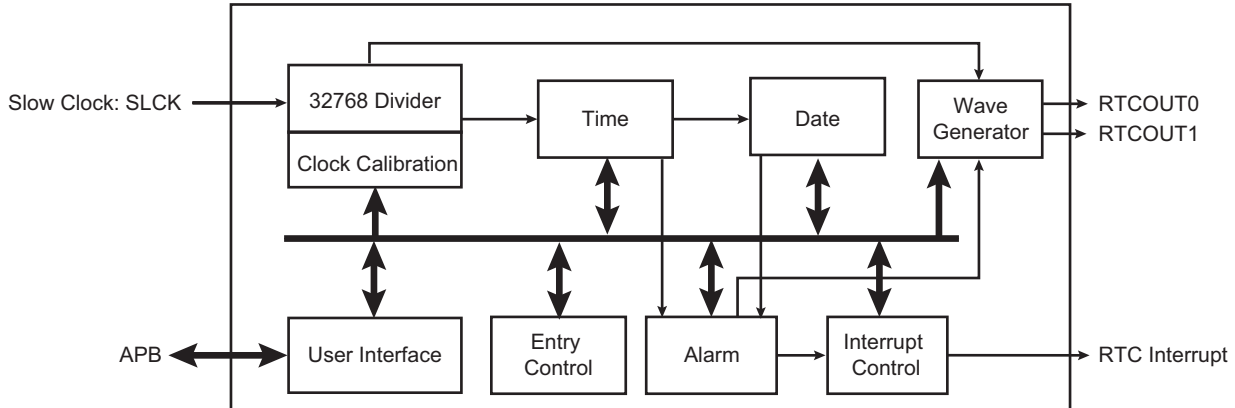 Slow Clock: SLCK
32768 Divider
Clock Calibration
Time
Date
Wave
Generator
RTCOUT0
RTCOUT1
APB
User Interface
Entry
Control
Alarm
Interrupt
Control
RTC Interrupt